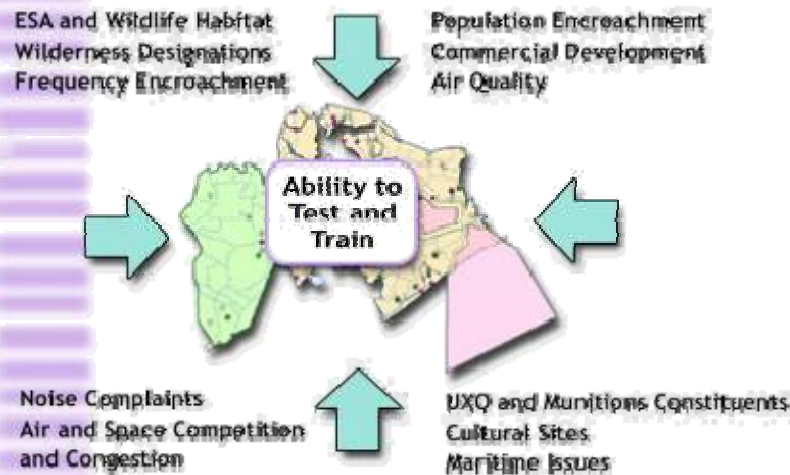 ESA and Wildlife Habitat
Wilderness Designations
Frequency Encroachment
Population Encroachment
Commercial Development
Air Quality
Ability to
Test and
Train
Noise Complaints
Air and Space Competition
and Congestion
UXO and Munitions Constituents
Cultural Sites
Maritime Issues